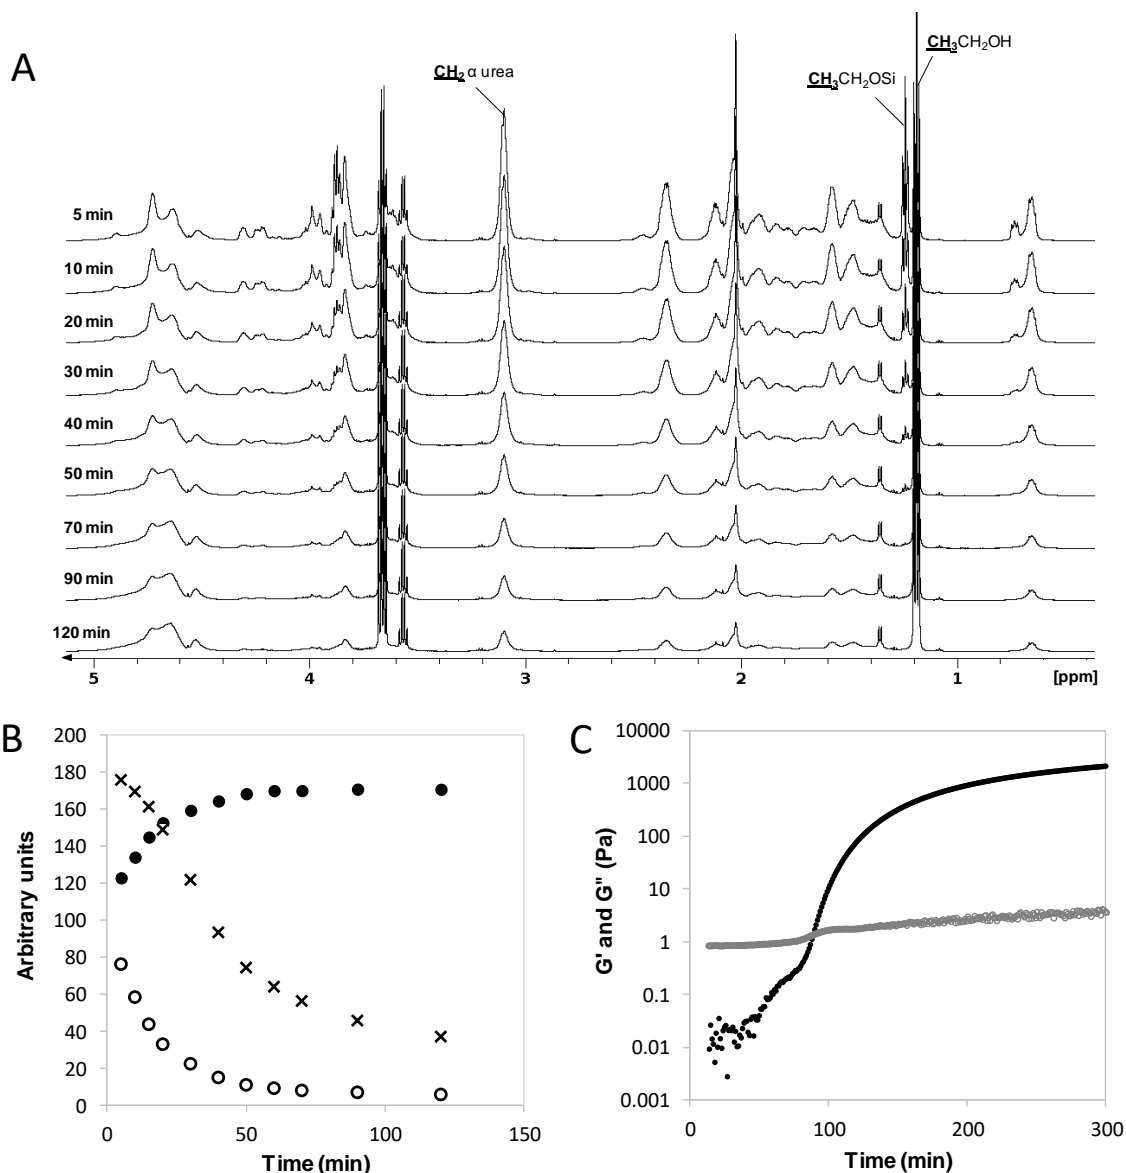 A
CH3CH2OH
CH2 α urea
CH3CH2OSi
5 min
10 min
20 min
30 min
40 min
50 min
70 min
90 min
120 min
5 4 3 2 1 [ppm]
B
200
180
160
140
120
100
80
60
40
20
0
0 50 100 150
Arbitrary units
Time (min)
C
10000
1000
100
10
1
0.1
0.01
0.001
0 100 200 300
G' and G" (Pa)
Time (min)